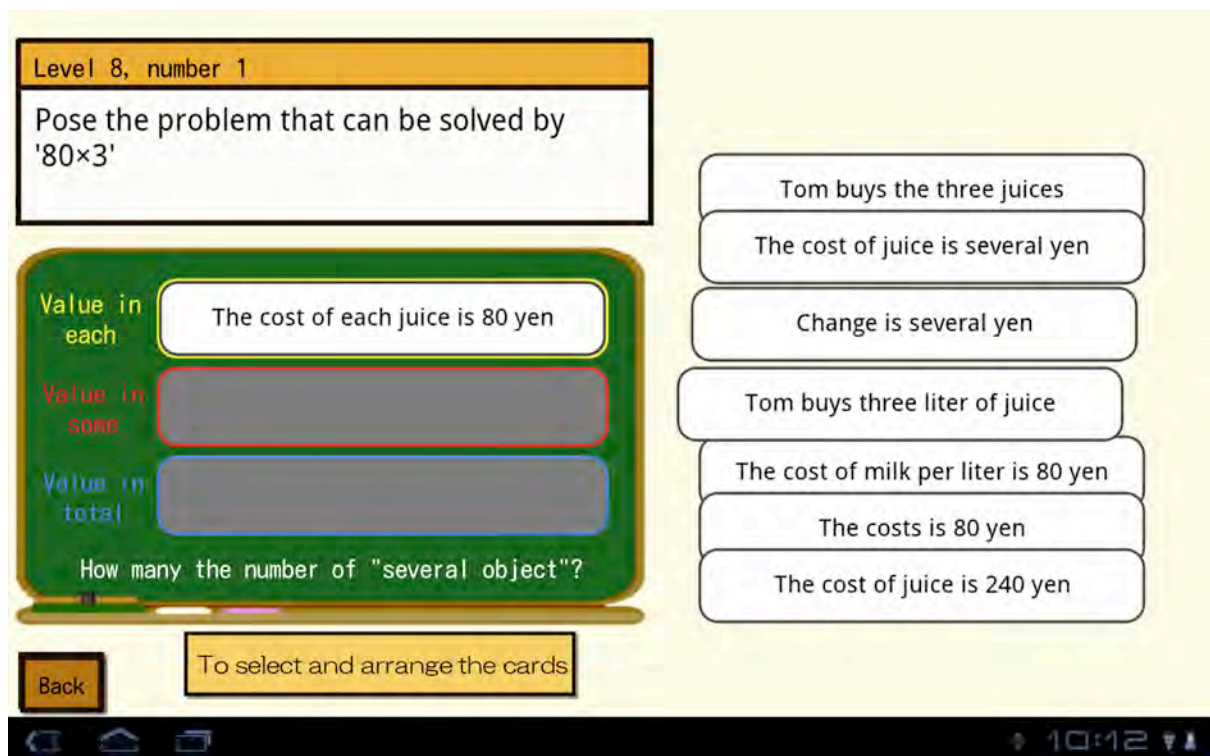 Level 8, number 1
Pose the problem that can be solved by
'80×3'
Value in
each
The cost of each juice is 80 yen
Value in
some
Value in
total
How many the number of "several object"?
To select and arrange the cards
Back
Tom buys the three juices
The cost of juice is several yen
Change is several yen
Tom buys three liter of juice
The cost of milk per liter is 80 yen
The costs is 80 yen
The cost of juice is 240 yen
10:12